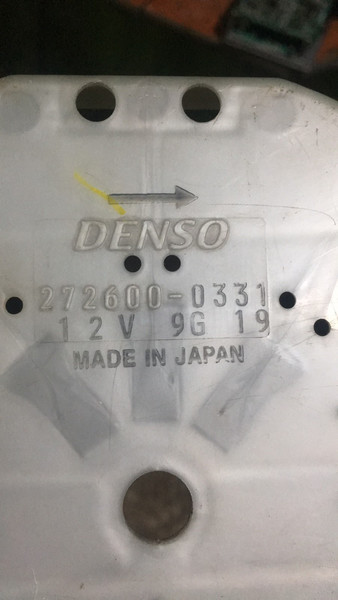 DENSO
272600-0331
12V 9G 19
MADE IN JAPAN